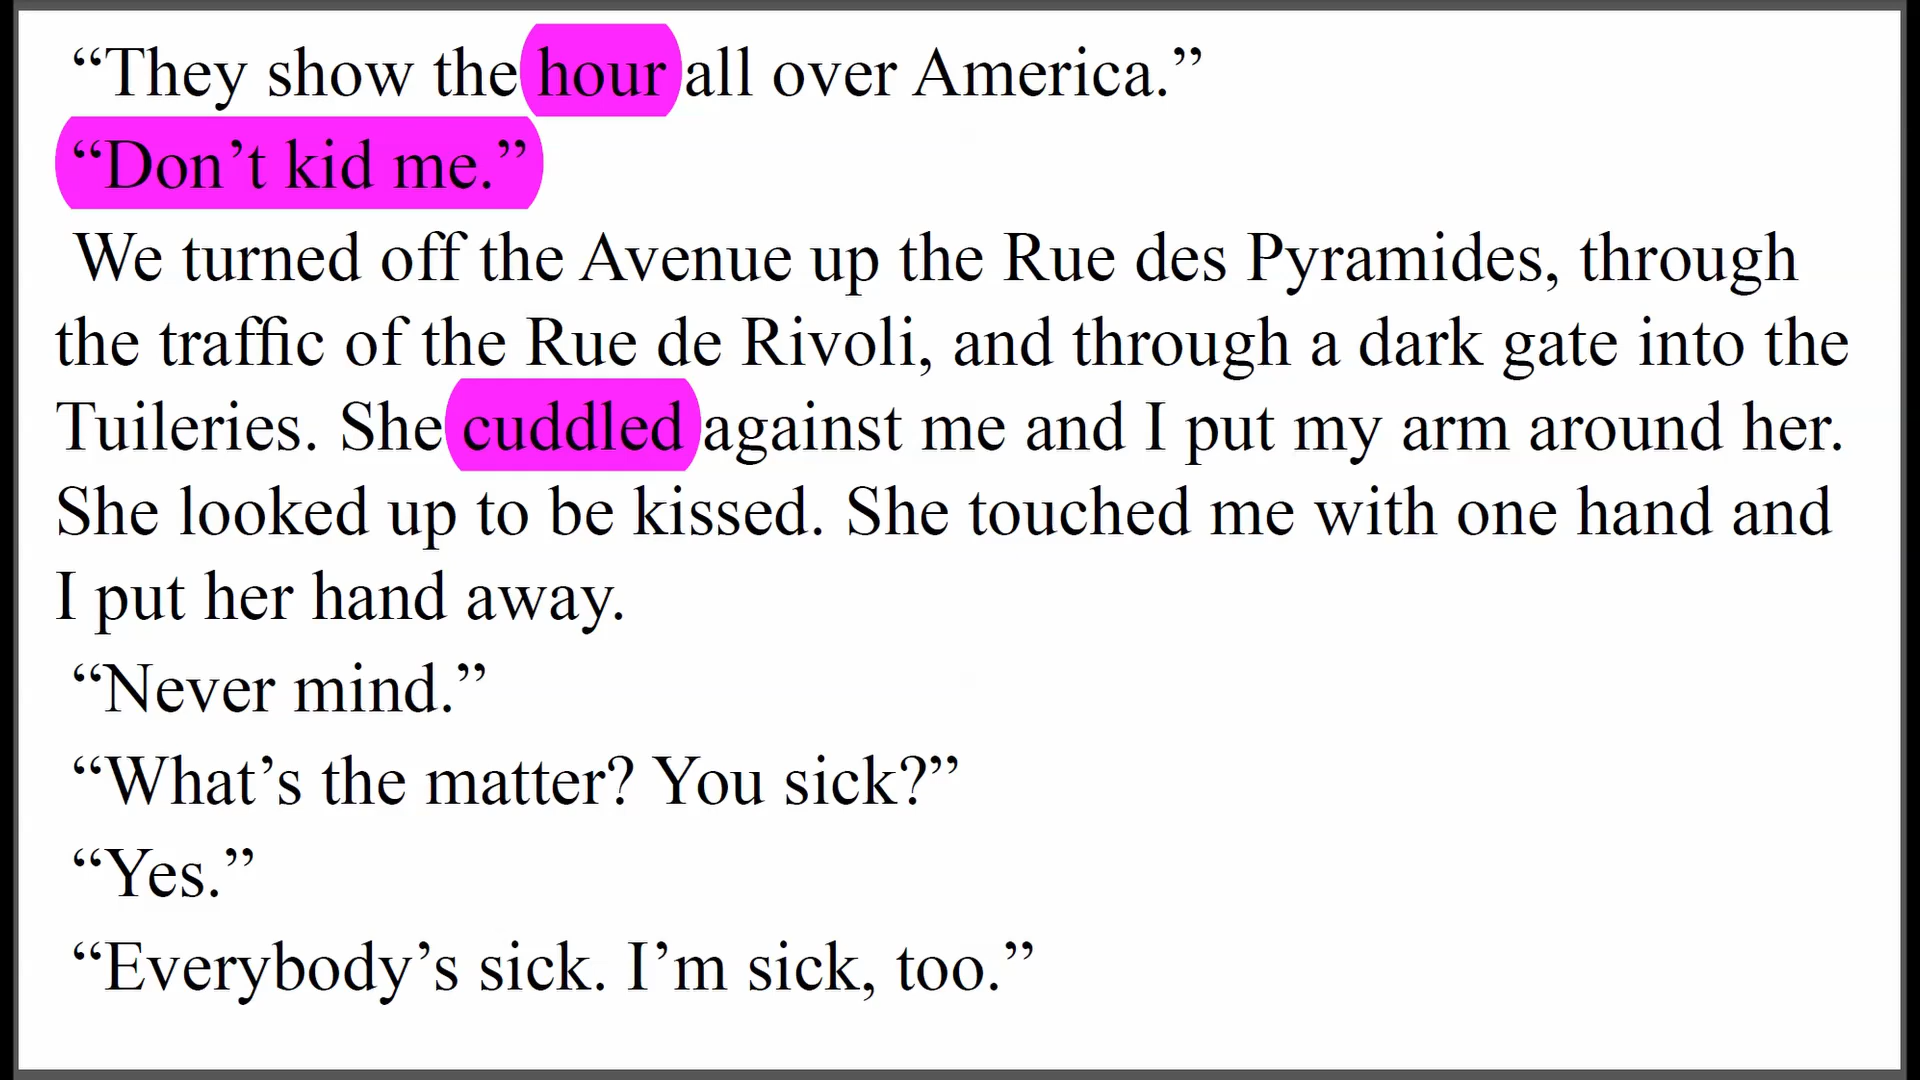 “They show the hour all over America.”
“Don’t kid me.”
We turned off the Avenue up the Rue des Pyramides, through
the traffic of the Rue de Rivoli, and through a dark gate into the
Tuileries. She cuddled against me and I put my arm around her.
She looked up to be kissed. She touched me with one hand and
I put her hand away.
“Never mind.”
“What’s the matter? You sick?”
“Yes.”
“Everybody’s sick. I’m sick, too.”